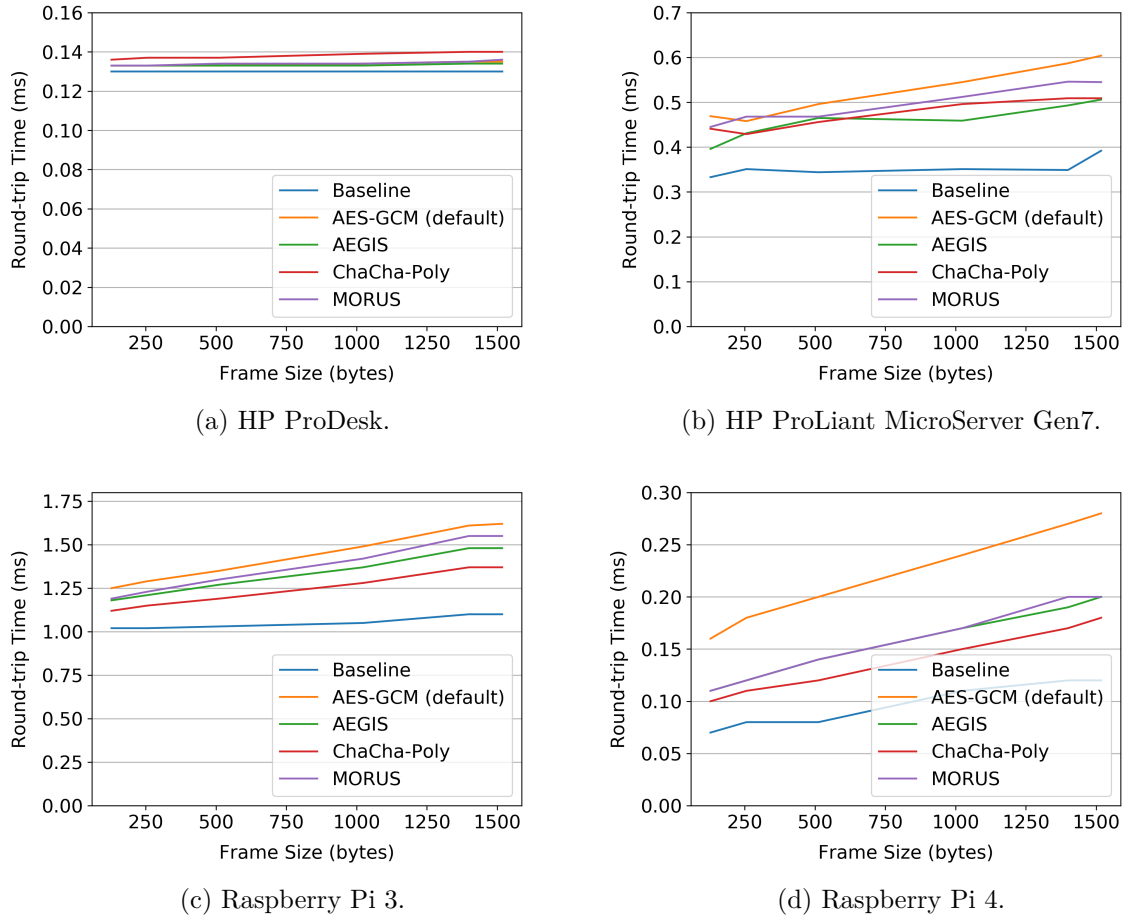 0.16
0.14
0.12
0.10
0.08
0.06
0.04
0.02
0.00
Round-trip Time (ms)
250 500 750 1000 1250 1500
Frame Size (bytes)
Baseline
AES-GCM (default)
AEGIS
ChaCha-Poly
MORUS
(a) HP ProDesk.
0.7
0.6
0.5
0.4
0.3
0.2
0.1
0.0
Round-trip Time (ms)
250 500 750 1000 1250 1500
Frame Size (bytes)
Baseline
AES-GCM (default)
AEGIS
ChaCha-Poly
MORUS
(b) HP ProLiant MicroServer Gen7.
1.75
1.50
1.25
1.00
0.75
0.50
0.25
0.00
Round-trip Time (ms)
250 500 750 1000 1250 1500
Frame Size (bytes)
Baseline
AES-GCM (default)
AEGIS
ChaCha-Poly
MORUS
(c) Raspberry Pi 3.
0.30
0.25
0.20
0.15
0.10
0.05
0.00
Round-trip Time (ms)
250 500 750 1000 1250 1500
Frame Size (bytes)
Baseline
AES-GCM (default)
AEGIS
ChaCha-Poly
MORUS
(d) Raspberry Pi 4.